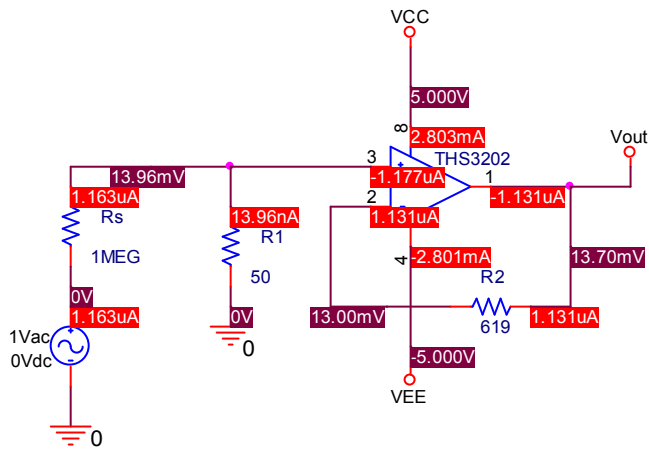 VCC
5.000V
8
2.803mA
THS3202
Vout
3
13.96mV
-1.177uA
1
-1.131uA
1.163uA
2
1.131uA
Rs
13.96nA
R1
1MEG
50
4
-2.801mA
13.70mV
R2
0V
1.163uA
0V
13.00mV
619
1.131uA
1Vac
0Vdc
0
-5.000V
VEE
0